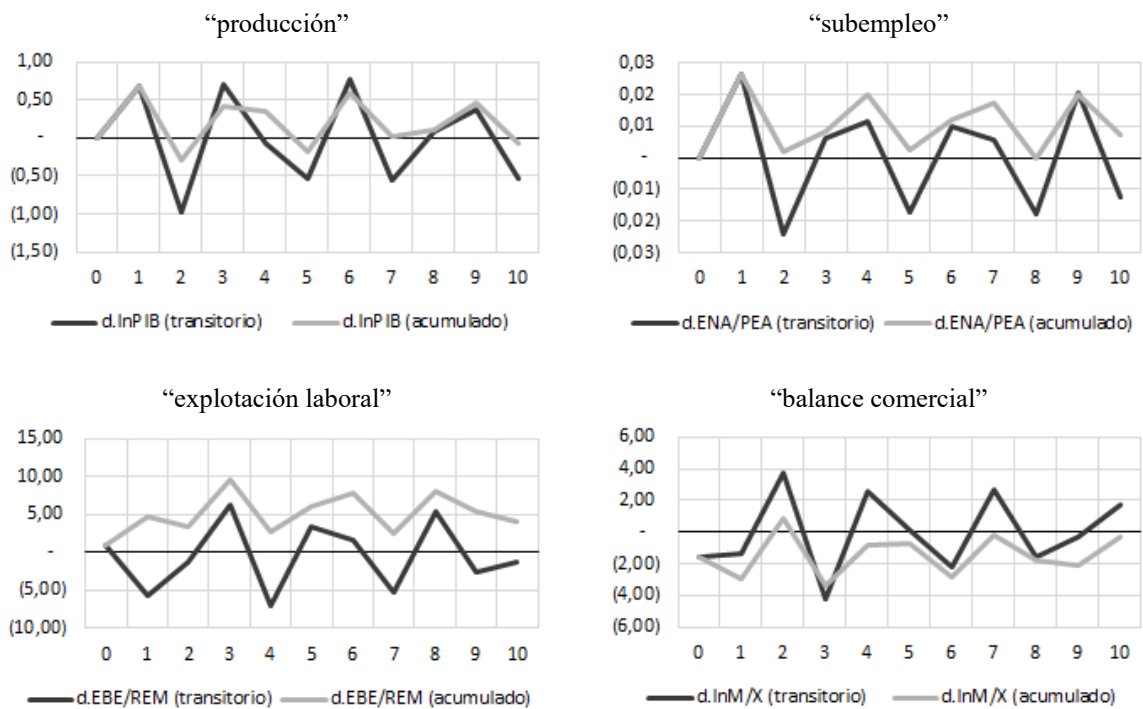 “producción”
1,00
0,50
-
(0,50)
(1,00)
(1,50)
0 1 2 3 4 5 6 7 8 9 10
d.lnPIB (transitorio) d.lnPIB (acumulado)
“subempleo”
0,03
0,02
0,01
-
(0,01)
(0,02)
(0,03)
0 1 2 3 4 5 6 7 8 9 10
d.ENA/PEA (transitorio) d.ENA/PEA (acumulado)
“explotación laboral”
15,00
10,00
5,00
-
(5,00)
(10,00)
0 1 2 3 4 5 6 7 8 9 10
d.EBE/REM (transitorio) d.EBE/REM (acumulado)
“balance comercial”
6,00
4,00
2,00
-
(2,00)
(4,00)
(6,00)
0 1 2 3 4 5 6 7 8 9 10
d.lnM/X (transitorio) d.lnM/X (acumulado)